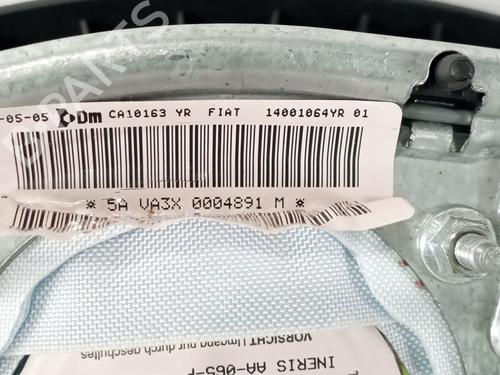 -05-05 Dm CA10163 YR FIAT 14001064YR 01
* 5A VA3X 0004891 M *
VORSICHT! Umgang nur durch geschultes
INERIS AA-065-
B-PARTS